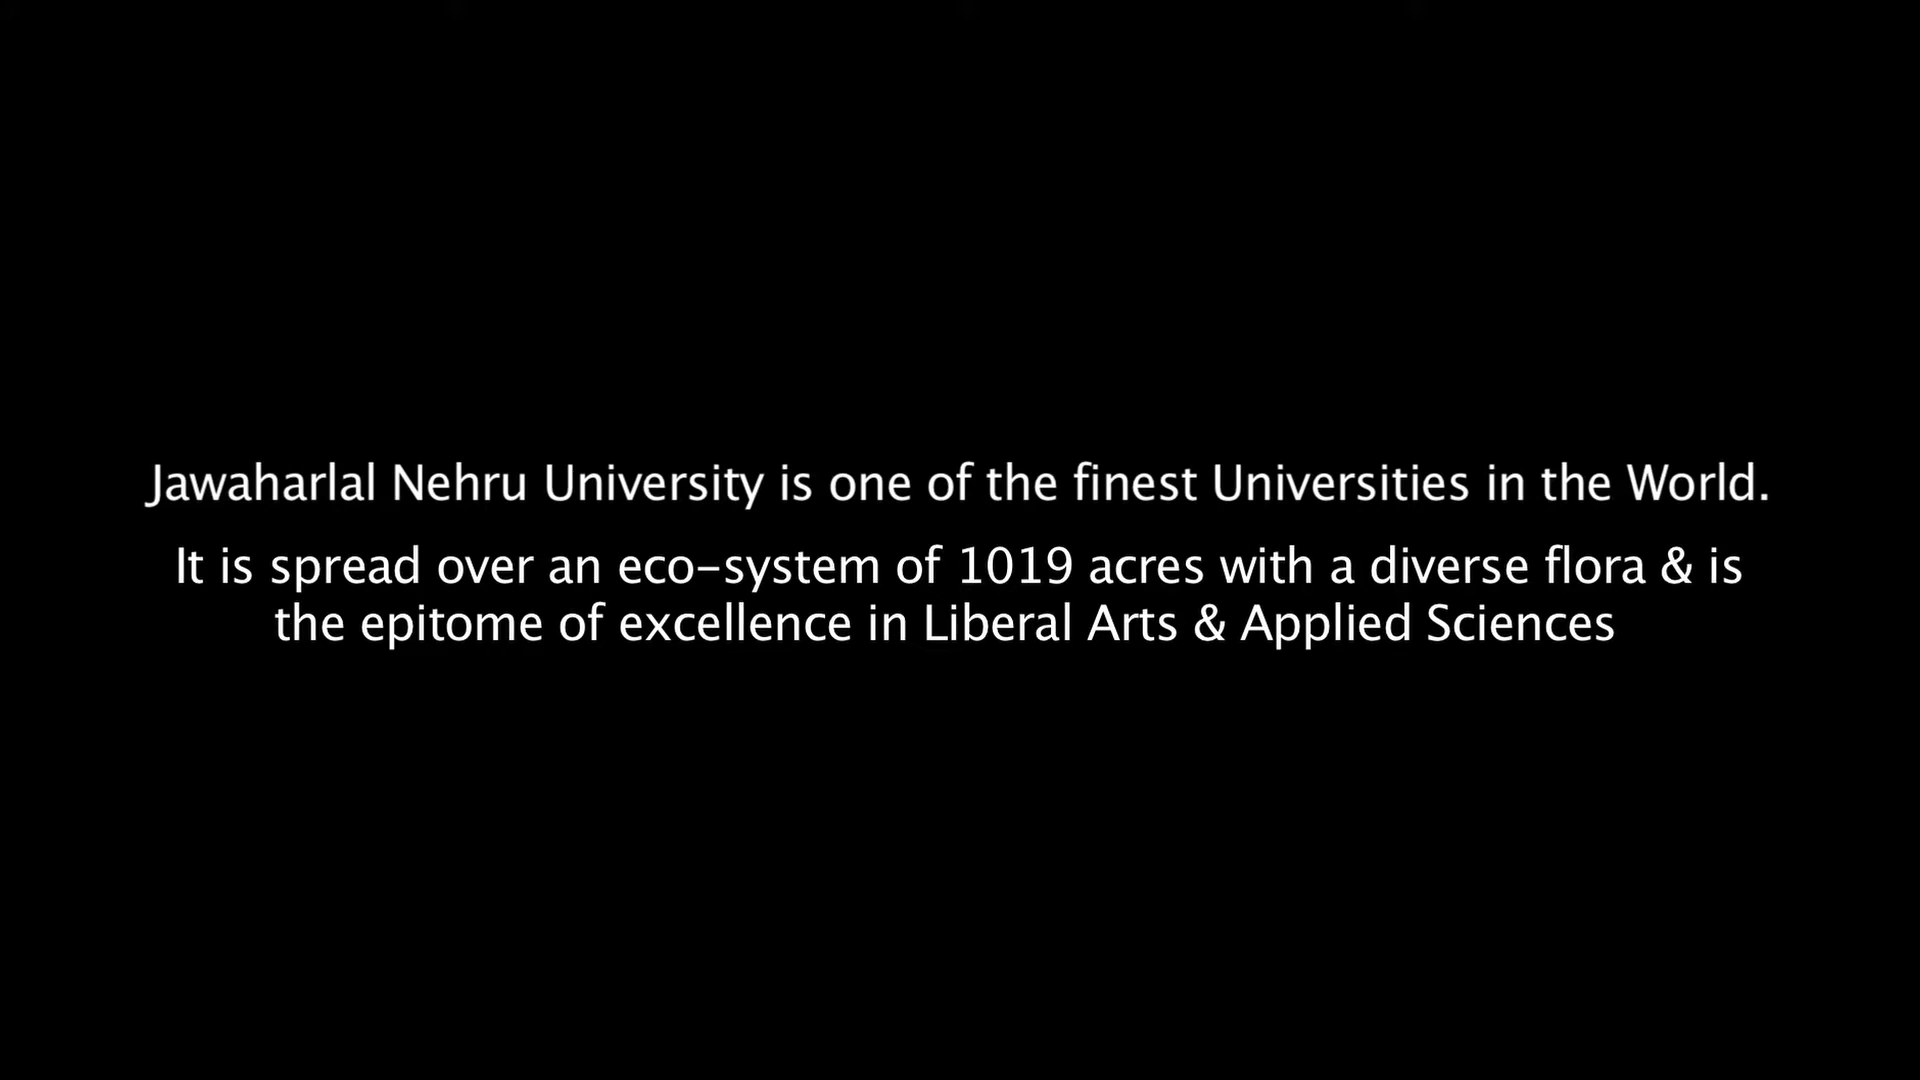 Jawaharlal Nehru University is one of the finest Universities in the World.
It is spread over an eco-system of 1019 acres with a diverse flora & is
the epitome of excellence in Liberal Arts & Applied Sciences